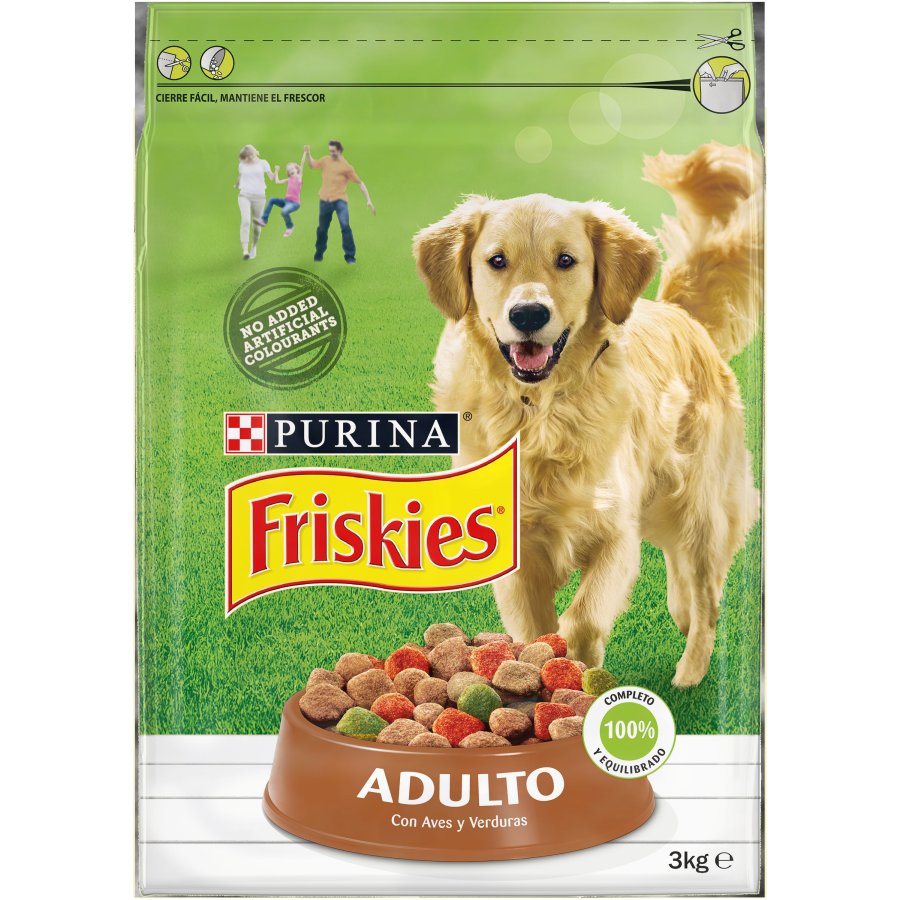 CIERRE FÁCIL, MANTIENE EL FRESCOR
NO ADDED
ARTIFICIAL
COLOURANTS
PURINA®
Friskies®
COMPLETO
100%
Y EQUILIBRADO
ADULTO
Con Aves y Verduras
3kg ℮